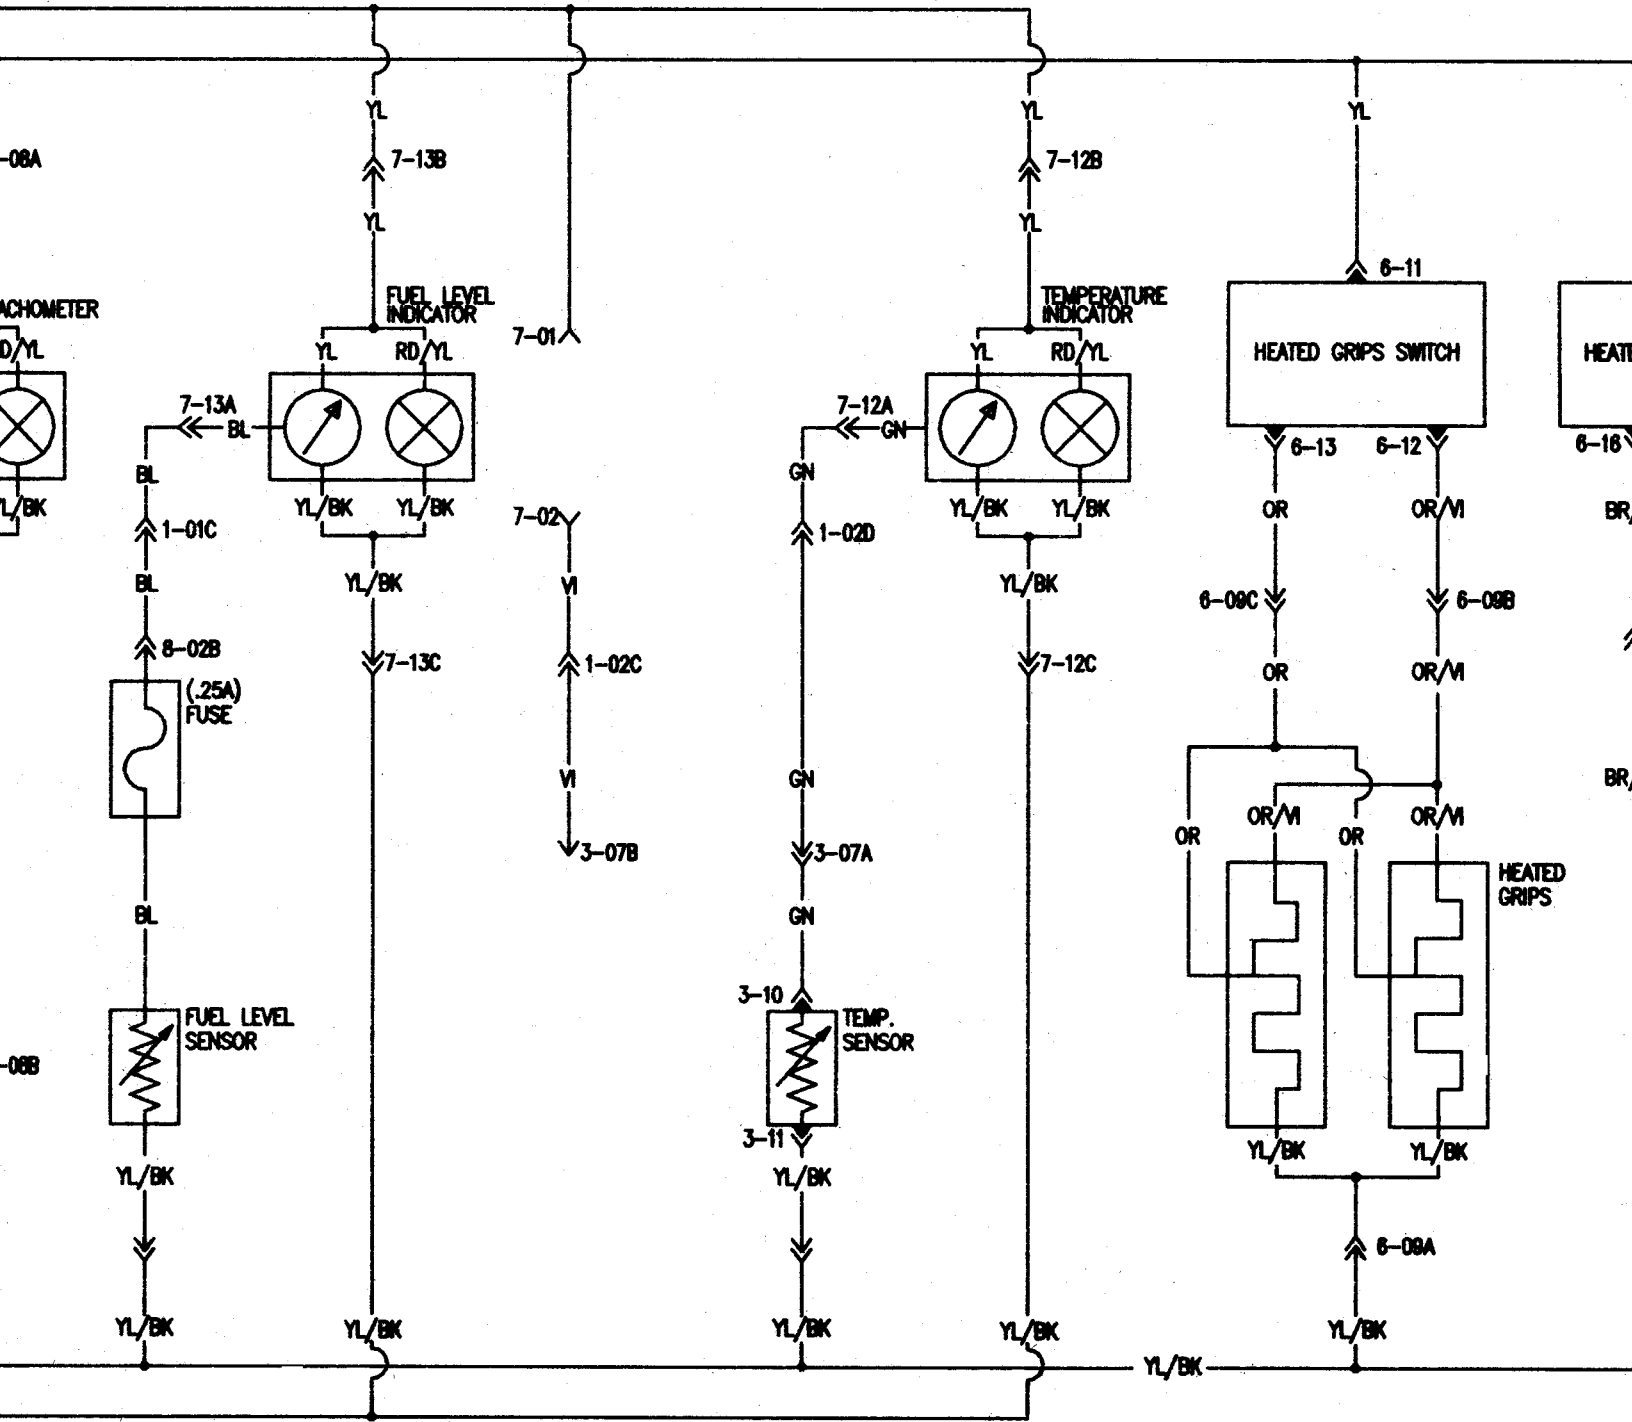 YL
YL
YL
-08A
7-13B
7-12B
YL
YL
6-11
FUEL LEVEL
INDICATOR
TEMPERATURE
INDICATOR
ACHOMETER
7-01
D/YL
YL
RD/YL
YL
RD/YL
HEATED GRIPS SWITCH
HEATE
7-13A
BL
7-12A
GN
6-13
6-12
6-16
BL
GN
YL/BK
YL/BK
YL/BK
YL/BK
YL/BK
OR
OR/VI
BR/
7-02
1-01C
1-02D
BL
YL/BK
VI
YL/BK
6-09C
6-09B
8-02B
7-13C
1-02C
7-12C
OR
OR/VI
(.25A)
FUSE
VI
GN
BR/
OR/VI
OR/VI
OR
OR
3-07B
3-07A
HEATED
GRIPS
BL
GN
3-10
FUEL LEVEL
SENSOR
TEMP.
SENSOR
-08B
3-11
YL/BK
YL/BK
YL/BK
YL/BK
6-09A
YL/BK
YL/BK
YL/BK
YL/BK
YL/BK
YL/BK